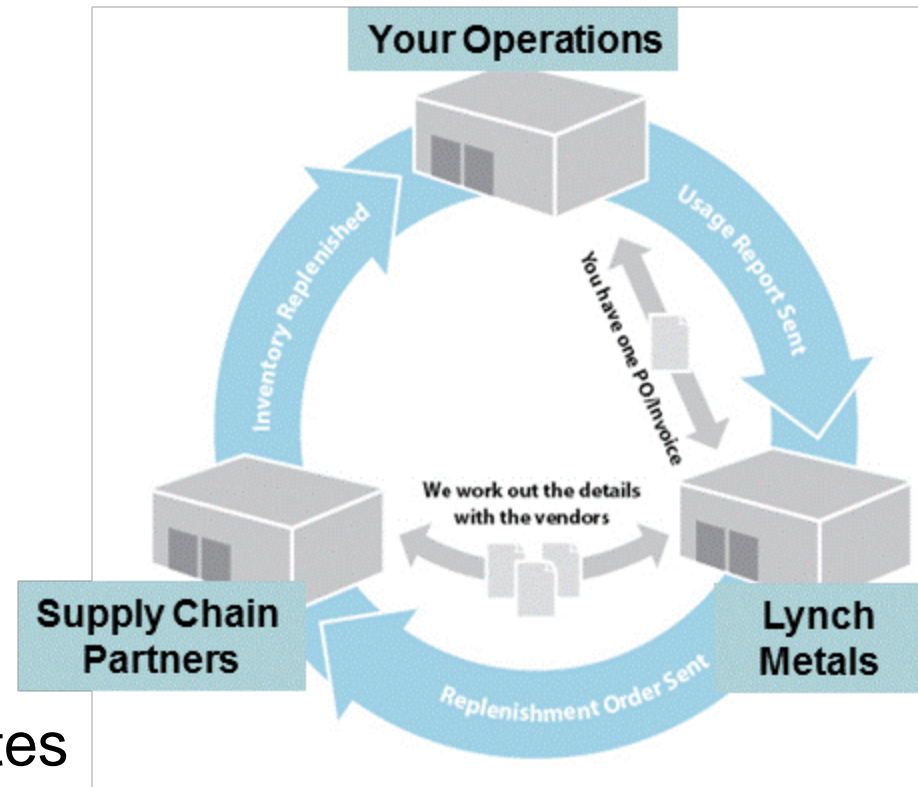 Your Operations
Usage Report Sent
Inventory Replenished
You have one PO/Invoice
We work out the details
with the vendors
Supply Chain
Partners
Lynch
Metals
Replenishment Order Sent
tes